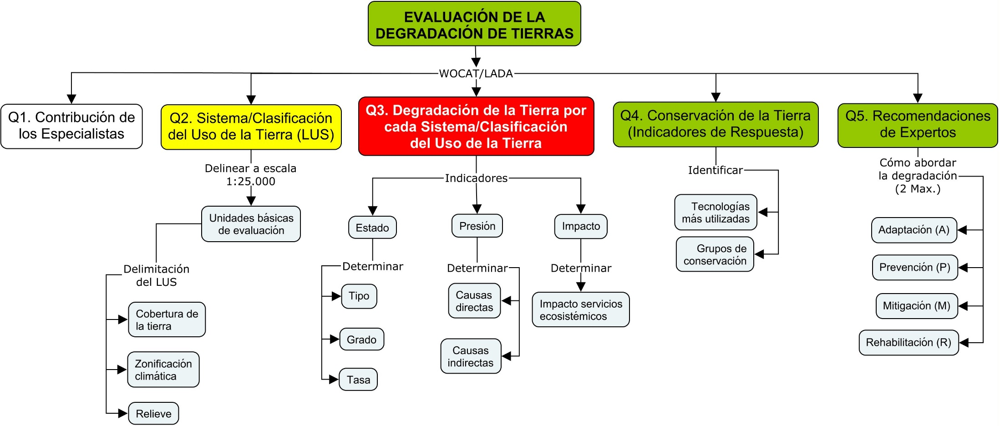 EVALUACIÓN DE LA
DEGRADACIÓN DE TIERRAS
WOCAT/LADA
Q1. Contribución de
los Especialistas
Q2. Sistema/Clasificación
del Uso de la Tierra (LUS)
Delinear a escala
1:25.000
Unidades básicas
de evaluación
Delimitación
del LUS
Cobertura de
la tierra
Zonificación
climática
Relieve
Q3. Degradación de la Tierra por
cada Sistema/Clasificación
del Uso de la Tierra
Indicadores
Estado
Determinar
Tipo
Grado
Tasa
Presión
Determinar
Causas
directas
Causas
indirectas
Impacto
Determinar
Impacto servicios
ecosistémicos
Q4. Conservación de la Tierra
(Indicadores de Respuesta)
Identificar
Tecnologías
más utilizadas
Grupos de
conservación
Q5. Recomendaciones
de Expertos
Cómo abordar
la degradación
(2 Max.)
Adaptación (A)
Prevención (P)
Mitigación (M)
Rehabilitación (R)